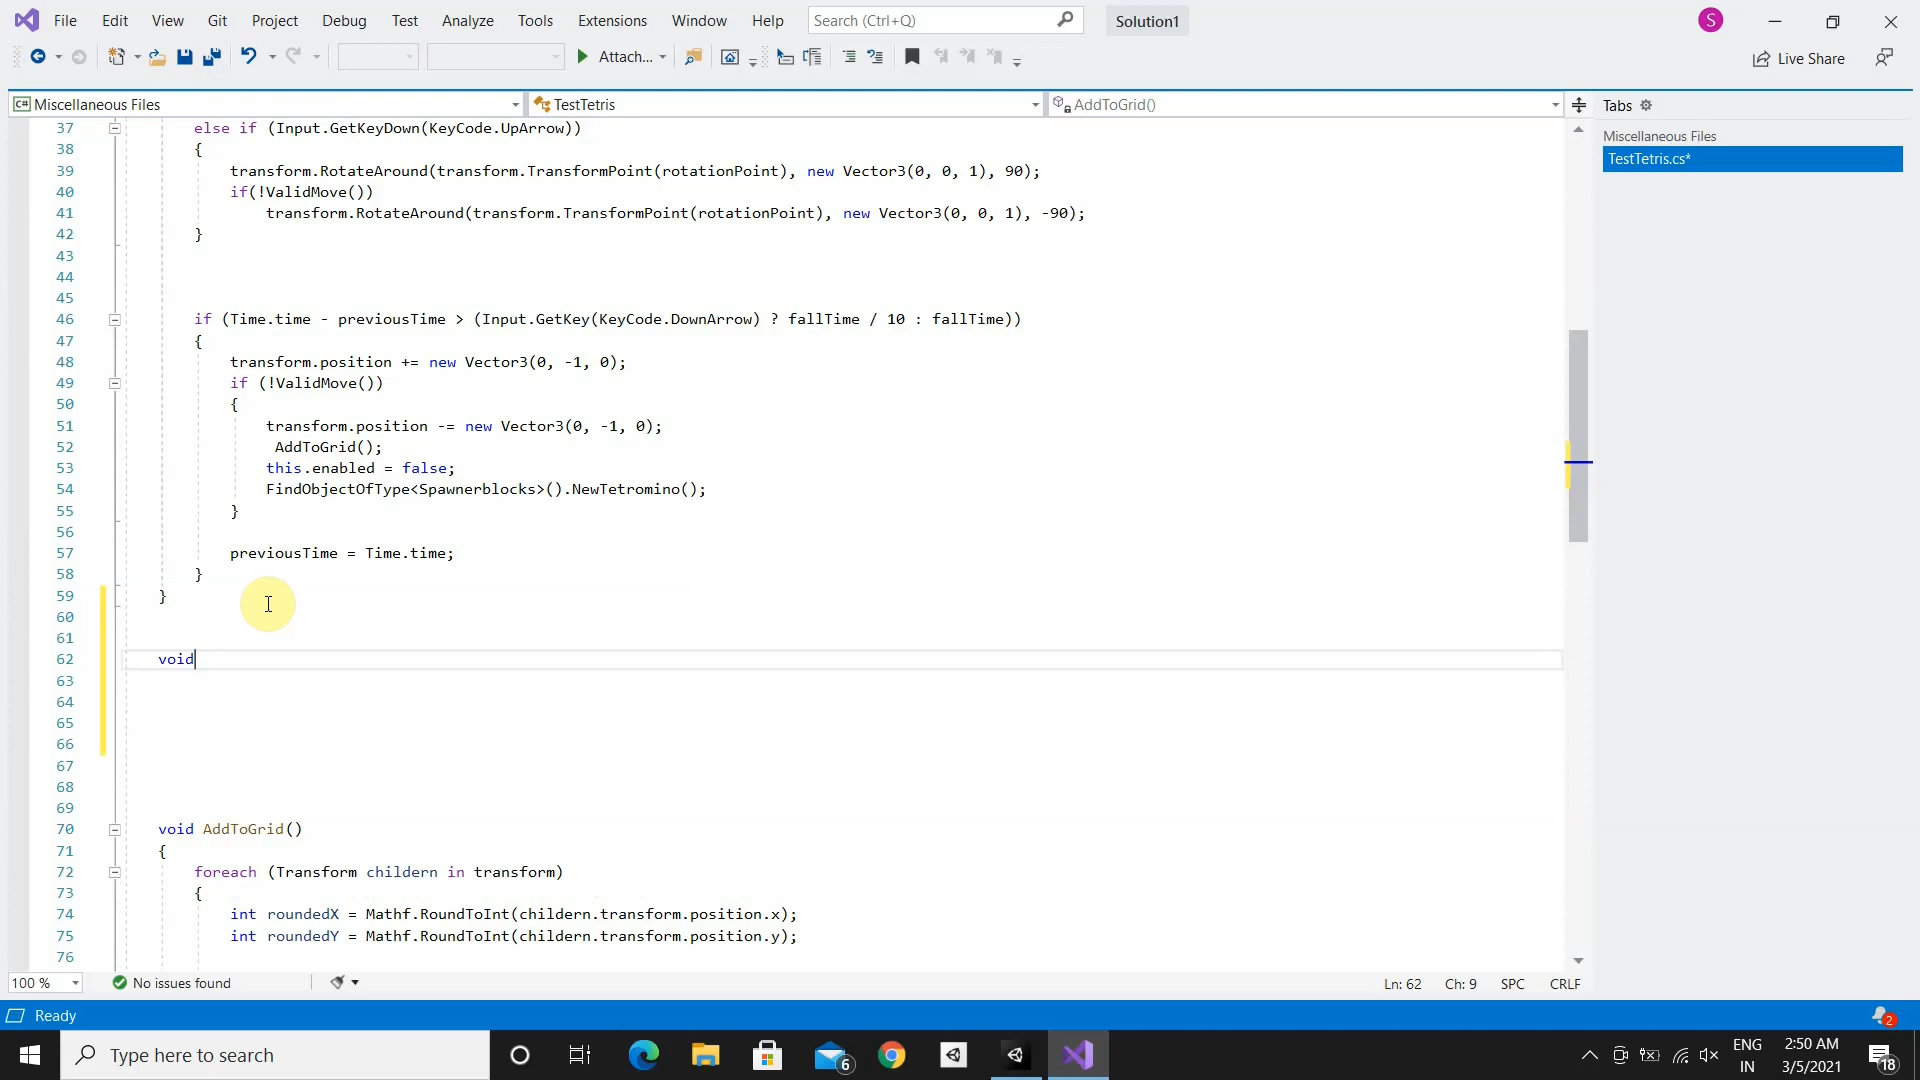 File Edit View Git Project Debug Test Analyze Tools Extensions Window Help Search (Ctrl+Q) Solution1 S
Attach... Live Share
C# Miscellaneous Files TestTetris AddToGrid() Tabs
Miscellaneous Files
TestTetris.cs*
37 else if (Input.GetKeyDown(KeyCode.UpArrow))
38 {
39 transform.RotateAround(transform.TransformPoint(rotationPoint), new Vector3(0, 0, 1), 90);
40 if(!ValidMove())
41 transform.RotateAround(transform.TransformPoint(rotationPoint), new Vector3(0, 0, 1), -90);
42 }
43
44
45
46 if (Time.time - previousTime > (Input.GetKey(KeyCode.DownArrow) ? fallTime / 10 : fallTime))
47 {
48 transform.position += new Vector3(0, -1, 0);
49 if (!ValidMove())
50 {
51 transform.position -= new Vector3(0, -1, 0);
52 AddToGrid();
53 this.enabled = false;
54 FindObjectOfType<Spawnerblocks>().NewTetromino();
55 }
56
57 previousTime = Time.time;
58 }
59 }
60
61
62 void
63
64
65
66
67
68
69
70 void AddToGrid()
71 {
72 foreach (Transform childern in transform)
73 {
74 int roundedX = Mathf.RoundToInt(childern.transform.position.x);
75 int roundedY = Mathf.RoundToInt(childern.transform.position.y);
76
100 % No issues found Ln: 62 Ch: 9 SPC CRLF
Ready 2
Type here to search 6 ENG IN 2:50 AM 3/5/2021 18